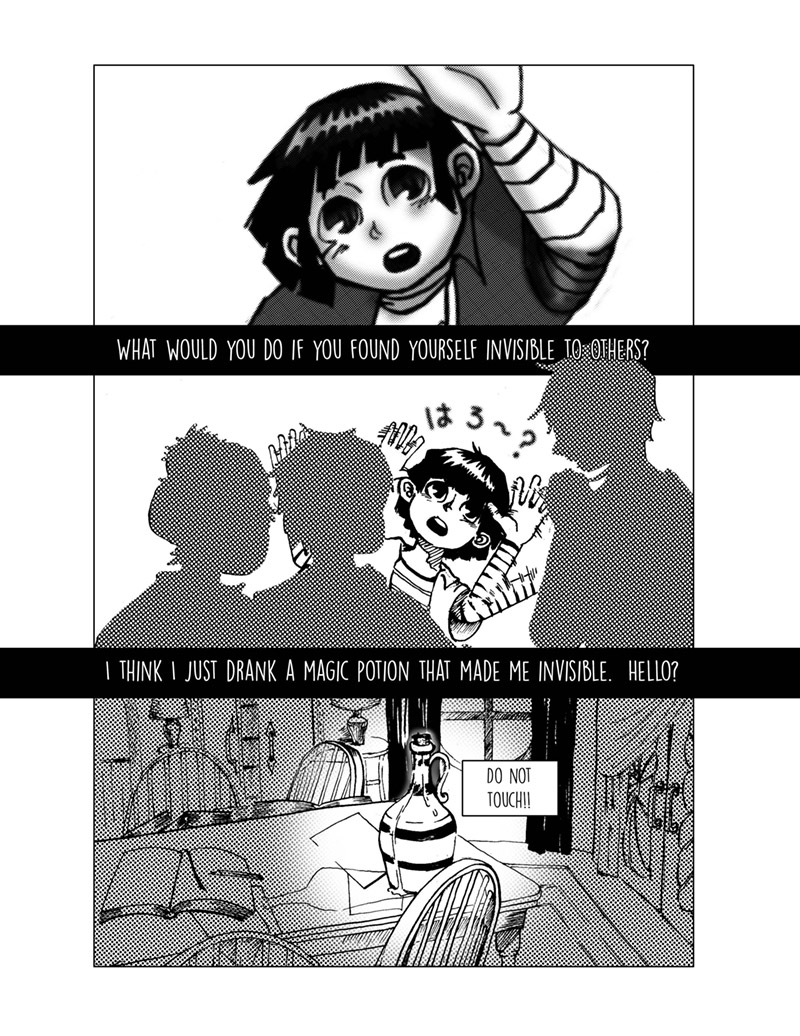 WHAT WOULD YOU DO IF YOU FOUND YOURSELF INVISIBLE TO OTHERS?
はろ〜?
I THINK I JUST DRANK A MAGIC POTION THAT MADE ME INVISIBLE. HELLO?
DO NOT
TOUCH!!